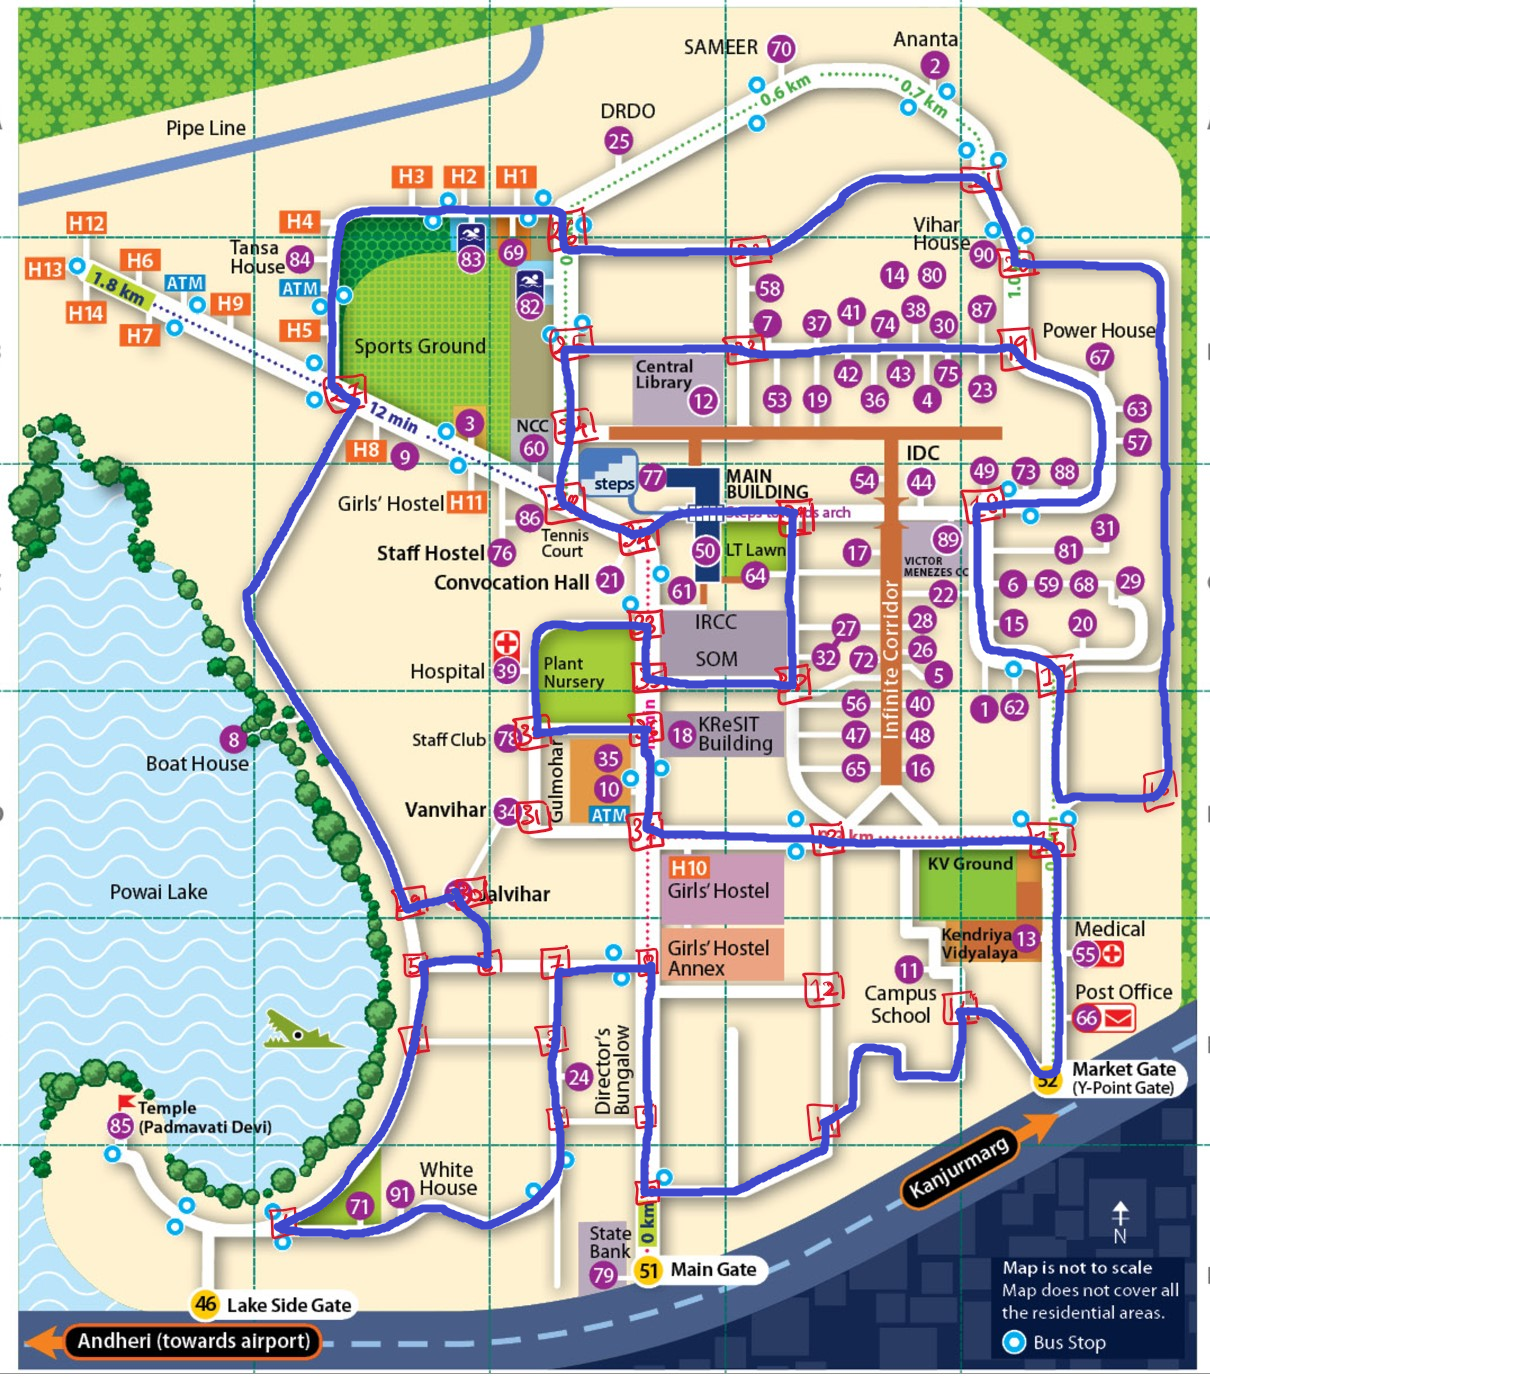 Ananta
SAMEER 70
2
0.6 km
0.7 km
DRDO
25
Pipe Line
H3 H2 H1
H12
H4
Vihar
House
90
Tansa
House 84
83
69
H13
H6
ATM
ATM
1.8 km
H9
H14
H7
H5
82
14 80
58
7 37 41 74 38 30 87
Power House
67
Sports Ground
Central
Library
12
42 43 75
53 19 36 4 23
63
57
12 min
3
NCC
60
H8 9
IDC
steps
77
MAIN
BUILDING
54
44
49 73 88
Girls' Hostel H11
86
Tennis
Court
31
Staff Hostel 76
50
LT Lawn
64
17
89
VICTOR
MENEZES CC
81
Convocation Hall 21
61
22
6 59 68 29
IRCC
SOM
27
28
15
20
32 72
26
5
Hospital 39
Plant
Nursery
1 62
56 40
Staff Club 78
18
KReSIT
Building
47 48
8
Boat House
35
65 16
Infinite Corridor
10
Gulmohar
Vanvihar 34
ATM
31
km
H10
Girls' Hostel
KV Ground
Powai Lake
Jalvihar
Kendriya
Vidyalaya
13
Medical
55
Girls' Hostel
Annex
5
7
8
11
Campus
School
12
Post Office
66
Director's
Bungalow
24
Market Gate
(Y-Point Gate)
52
Temple
(Padmavati Devi)
85
Kanjurmarg
White
House
71 91
N
State
Bank
79
0 km
51 Main Gate
Map is not to scale
Map does not cover all
the residential areas.
Bus Stop
46 Lake Side Gate
Andheri (towards airport)